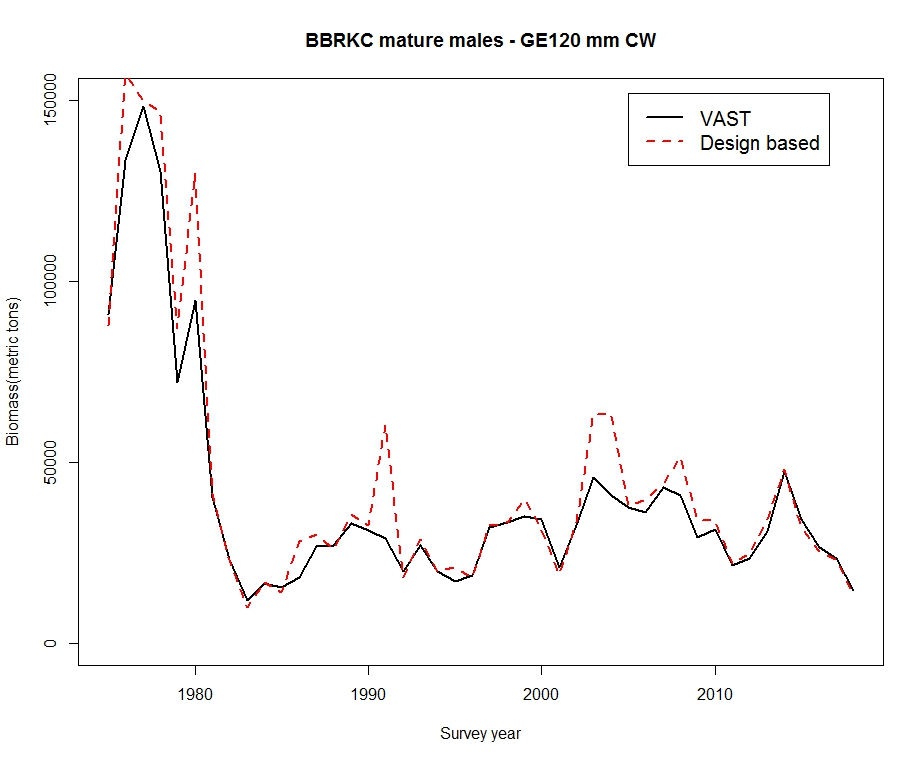 BBRKC mature males - GE120 mm CW
VAST
Design based
150000
100000
50000
0
Biomass(metric tons)
1980 1990 2000 2010
Survey year